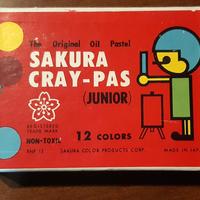 The Original Oil Pastel
SAKURA
CRAY-PAS
(JUNIOR)
REGISTERED
TRADE MARK
12 COLORS
NON-TOXIC
SAKURA COLOR PRODUCTS CORP.
MADE IN JAPAN